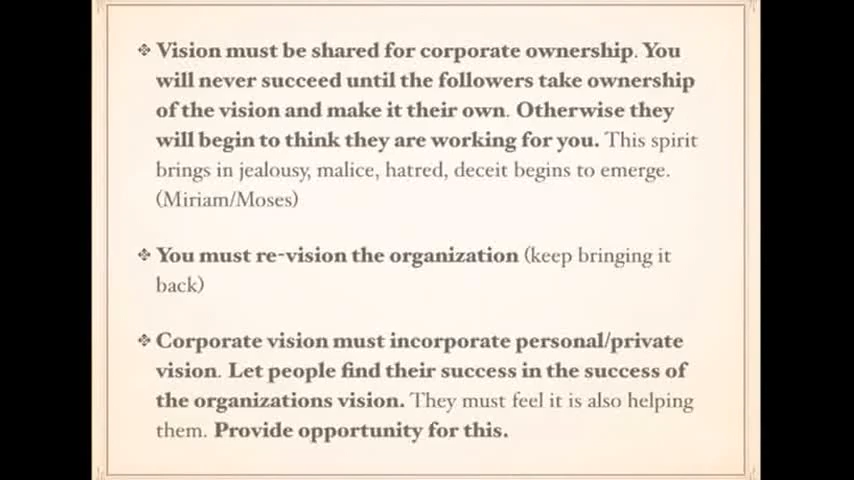 ❖ Vision must be shared for corporate ownership. You
will never succeed until the followers take ownership
of the vision and make it their own. Otherwise they
will begin to think they are working for you. This spirit
brings in jealousy, malice, hatred, deceit begins to emerge.
(Miriam/Moses)
❖ You must re-vision the organization (keep bringing it
back)
❖ Corporate vision must incorporate personal/private
vision. Let people find their success in the success of
the organizations vision. They must feel it is also helping
them. Provide opportunity for this.